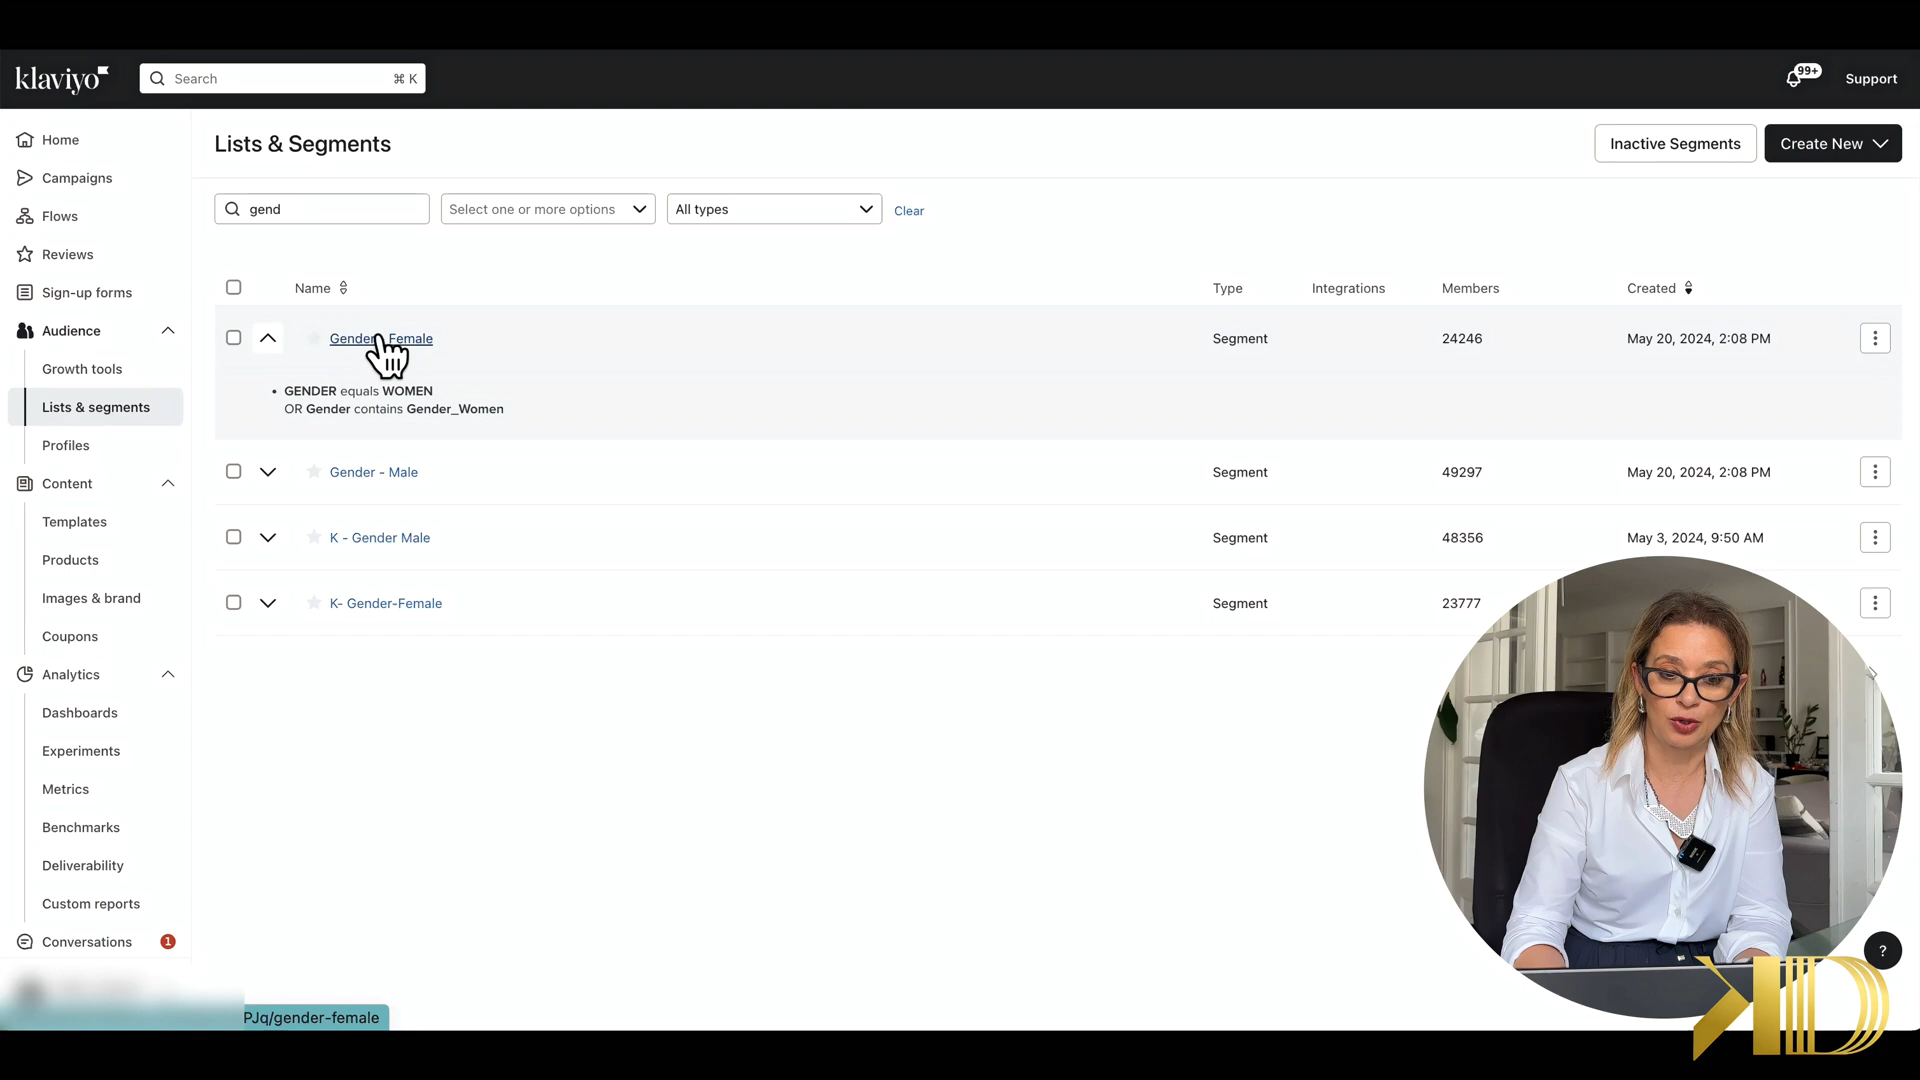 klaviyo
Search
⌘ K
99+
Support
Home
Campaigns
Flows
Reviews
Sign-up forms
Audience
Growth tools
Lists & segments
Profiles
Content
Templates
Products
Images & brand
Coupons
Analytics
Dashboards
Experiments
Metrics
Benchmarks
Deliverability
Custom reports
Conversations 1
Lists & Segments
Inactive Segments
Create New
gend
Select one or more options
All types
Clear
Name Type Integrations Members Created
Gender - Female Segment 24246 May 20, 2024, 2:08 PM
• GENDER equals WOMEN
OR Gender contains Gender_Women
Gender - Male Segment 49297 May 20, 2024, 2:08 PM
K - Gender Male Segment 48356 May 3, 2024, 9:50 AM
K- Gender-Female Segment 23777
?
PJq/gender-female
KD